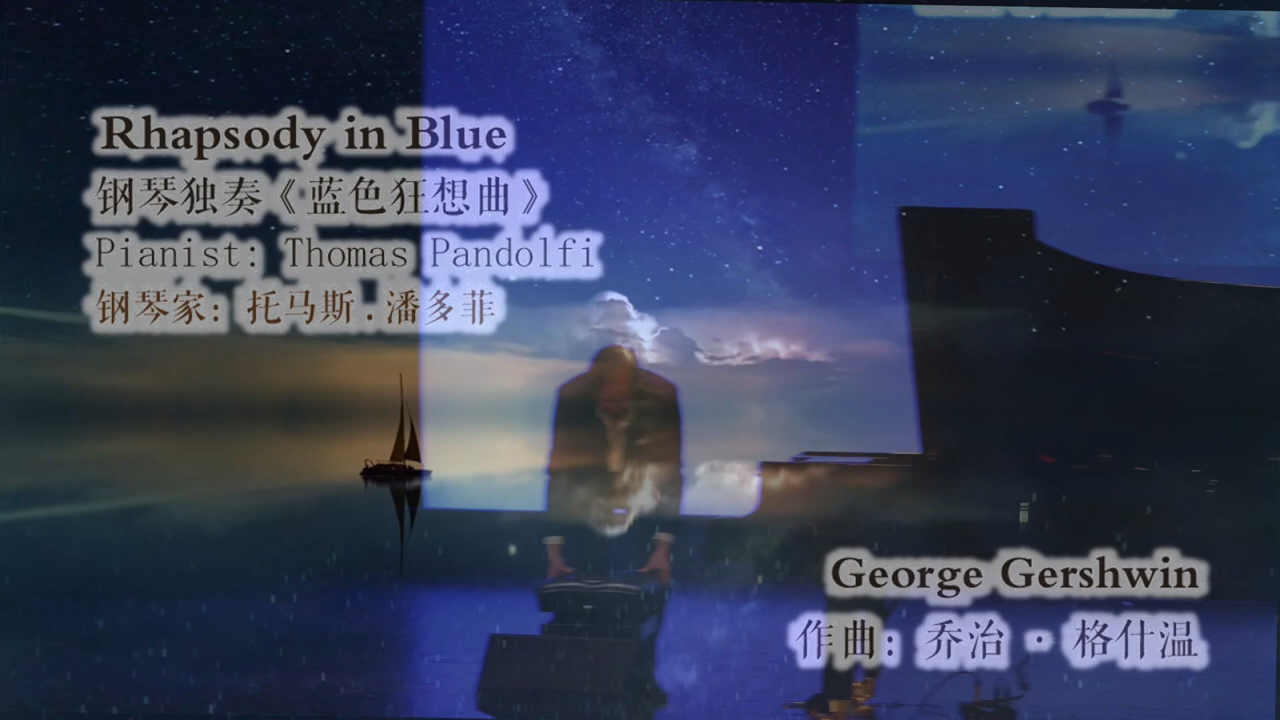 Rhapsody in Blue
钢琴独奏《蓝色狂想曲》
Pianist: Thomas Pandolfi
钢琴家: 托马斯.潘多菲
George Gershwin
作曲: 乔治 · 格什温